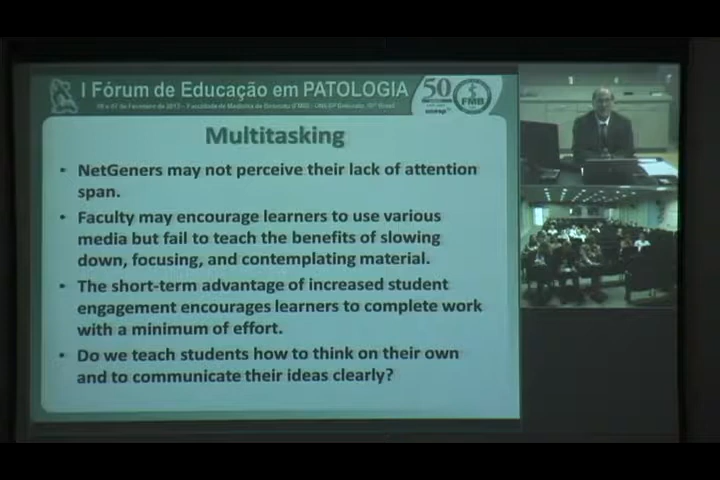 I Fórum de Educação em PATOLOGIA
50
unesp
FMB
Multitasking
• NetGeners may not perceive their lack of attention
span.
• Faculty may encourage learners to use various
media but fail to teach the benefits of slowing
down, focusing, and contemplating material.
• The short-term advantage of increased student
engagement encourages learners to complete work
with a minimum of effort.
• Do we teach students how to think on their own
and to communicate their ideas clearly?